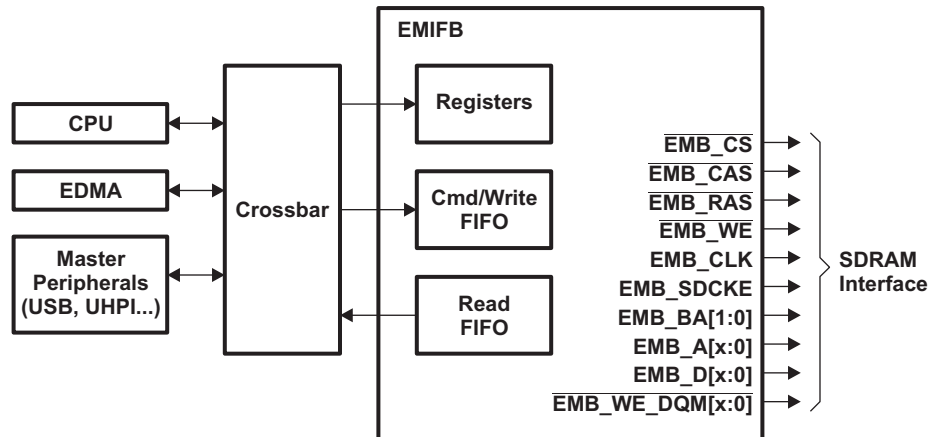 EMIFB
Registers
CPU
EDMA
Crossbar
Cmd/Write
FIFO
Master
Peripherals
(USB, UHPI...)
Read
FIFO
EMB_CS
EMB_CAS
EMB_RAS
EMB_WE
EMB_CLK
EMB_SDCKE
EMB_BA[1:0]
EMB_A[x:0]
EMB_D[x:0]
EMB_WE_DQM[x:0]
SDRAM
Interface